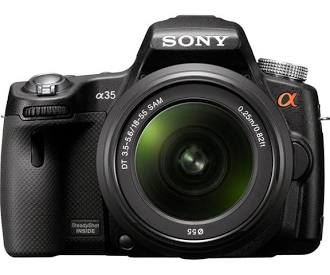 SONY
α35
α
DT 3.5-5.6/18-55 SAM
0.25m/0.82ft
Ø55
SteadyShot
INSIDE